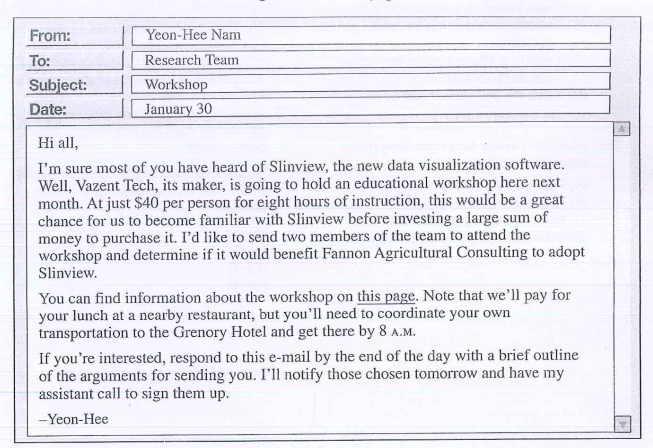 From: Yeon-Hee Nam
To: Research Team
Subject: Workshop
Date: January 30
Hi all,
I'm sure most of you have heard of Slinview, the new data visualization software.
Well, Vazent Tech, its maker, is going to hold an educational workshop here next
month. At just $40 per person for eight hours of instruction, this would be a great
chance for us to become familiar with Slinview before investing a large sum of
money to purchase it. I'd like to send two members of the team to attend the
workshop and determine if it would benefit Fannon Agricultural Consulting to adopt
Slinview.
You can find information about the workshop on this page. Note that we'll pay for
your lunch at a nearby restaurant, but you'll need to coordinate your own
transportation to the Grenory Hotel and get there by 8 A.M.
If you're interested, respond to this e-mail by the end of the day with a brief outline
of the arguments for sending you. I'll notify those chosen tomorrow and have my
assistant call to sign them up.
–Yeon-Hee